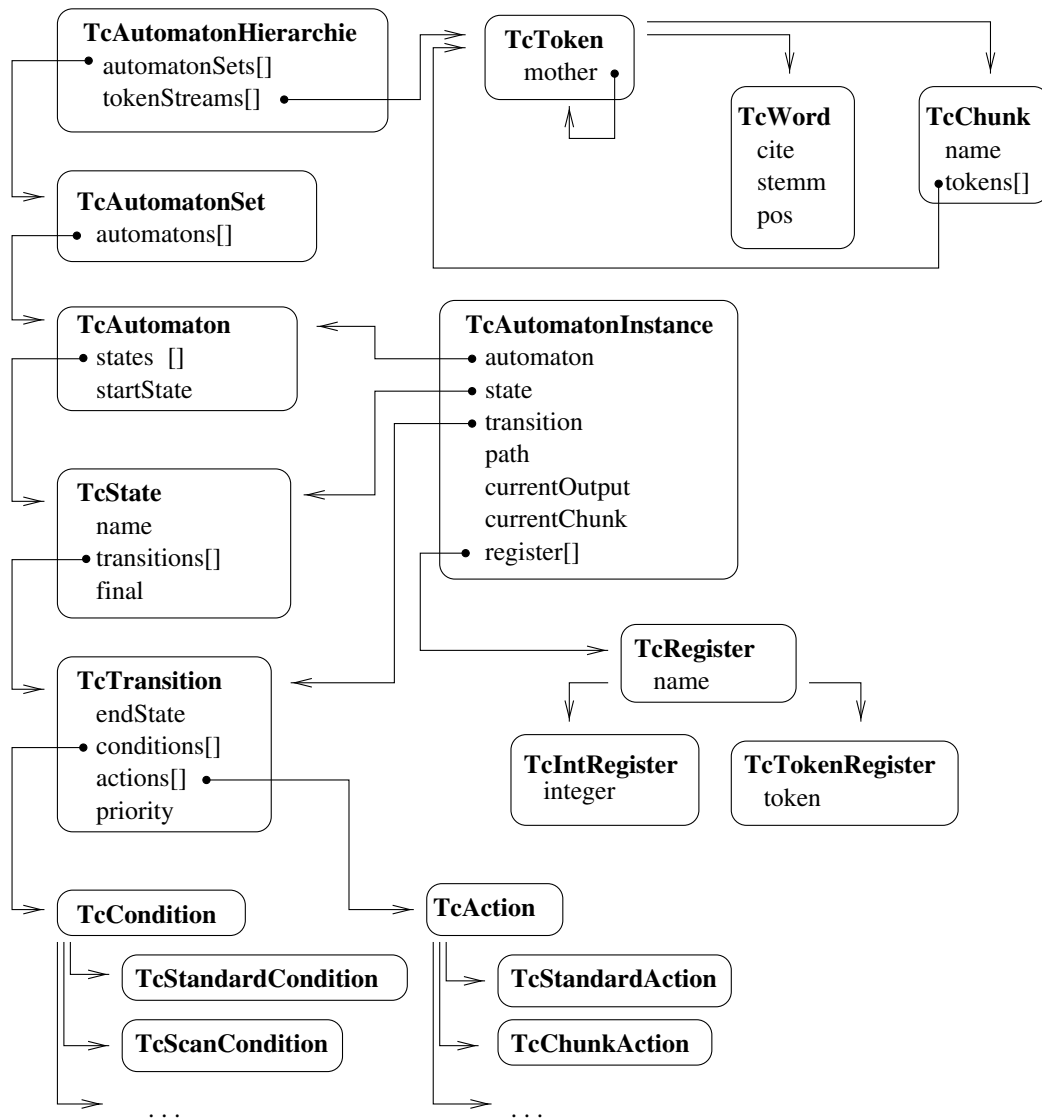 TcAutomatonHierarchie
automatonSets[]
tokenStreams[]
TcToken
mother
TcWord
cite
stemm
pos
TcChunk
name
tokens[]
TcAutomatonSet
automatons[]
TcAutomaton
states []
startState
TcAutomatonInstance
automaton
state
transition
path
currentOutput
currentChunk
register[]
TcState
name
transitions[]
final
TcRegister
name
TcTransition
endState
conditions[]
actions[]
priority
TcIntRegister
integer
TcTokenRegister
token
TcCondition
TcStandardCondition
TcScanCondition
. . .
TcAction
TcStandardAction
TcChunkAction
. . .